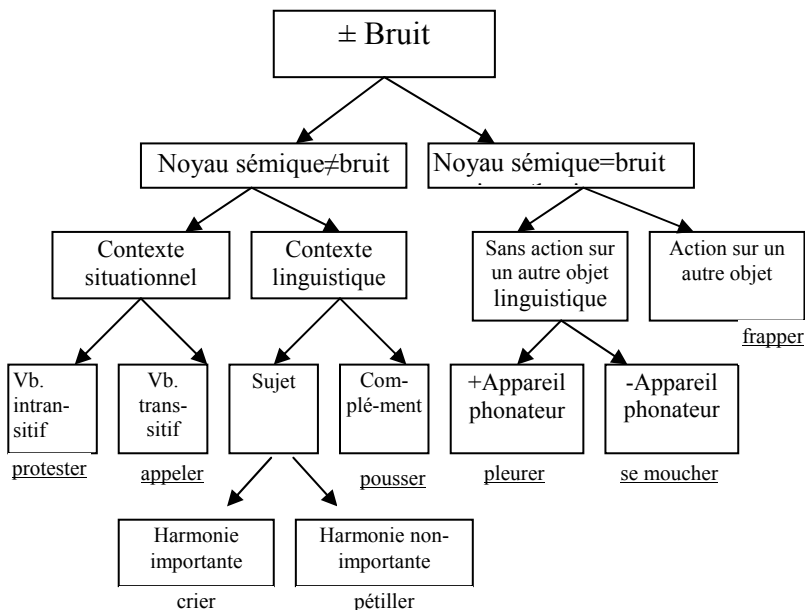 ± Bruit
Noyau sémique≠bruit
Noyau sémique=bruit
Contexte
situationnel
Contexte
linguistique
Sans action sur
un autre objet
linguistique
Action sur un
autre objet
frapper
Vb.
intran-
sitif
Vb.
trans-
sitif
Sujet
Com-
plé-ment
+Appareil
phonateur
-Appareil
phonateur
protester
appeler
pousser
pleurer
se moucher
Harmonie
importante
Harmonie non-
importante
crier
pétiller